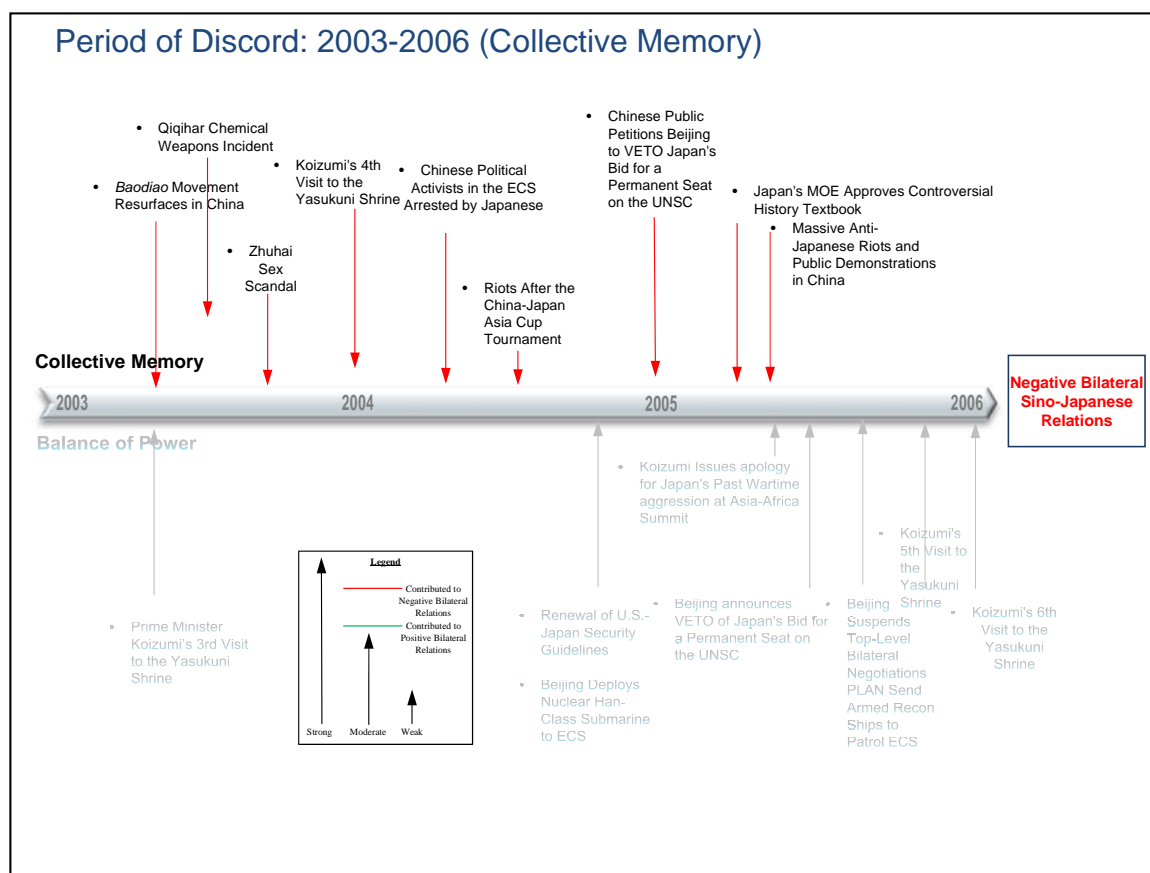 Period of Discord: 2003-2006 (Collective Memory)
• Qiqihar Chemical
Weapons Incident
• Baodiao Movement
Resurfaces in China
• Zhuhai
Sex
Scandal
• Koizumi's 4th
Visit to the
Yasukuni Shrine
• Chinese Political
Activists in the ECS
Arrested by Japanese
• Riots After the
China-Japan
Asia Cup
Tournament
• Chinese Public
Petitions Beijing
to VETO Japan's
Bid for a
Permanent Seat
on the UNSC
• Japan's MOE Approves Controversial
History Textbook
• Massive Anti-
Japanese Riots and
Public Demonstrations
in China
Collective Memory
2003 2004 2005 2006
Negative Bilateral
Sino-Japanese
Relations
Balance of Power
• Prime Minister
Koizumi's 3rd Visit
to the Yasukuni
Shrine
Legend
Contributed to
Negative Bilateral
Relations
Contributed to
Positive Bilateral
Relations
Strong Moderate Weak
• Renewal of U.S.-
Japan Security
Guidelines
• Beijing Deploys
Nuclear Han-
Class Submarine
to ECS
• Koizumi Issues apology
for Japan's Past Wartime
aggression at Asia-Africa
Summit
• Beijing announces
VETO of Japan's Bid for
a Permanent Seat on
the UNSC
• Beijing
Suspends
Top-Level
Bilateral
Negotiations
PLAN Send
Armed Recon
Ships to
Patrol ECS
• Koizumi's
5th Visit to
the
Yasukuni
Shrine
• Koizumi's 6th
Visit to the
Yasukuni
Shrine